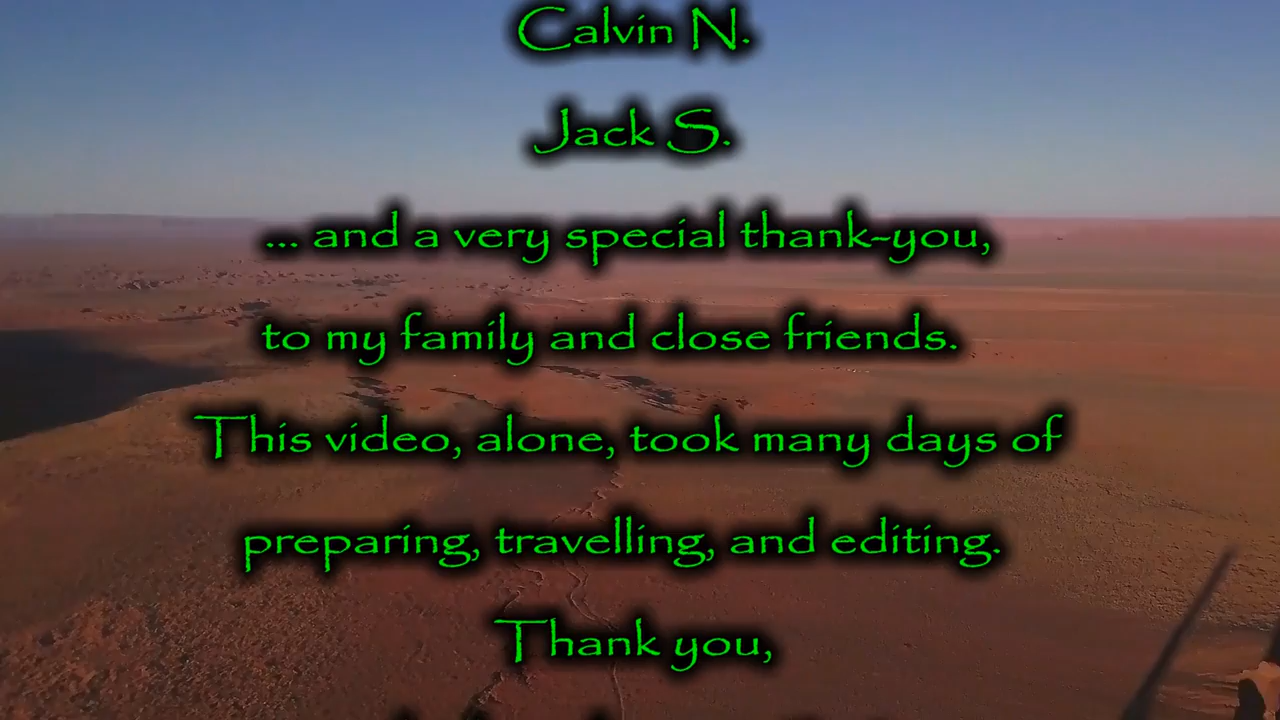 Calvin N.
Jack S.
... and a very special thank-you,
to my family and close friends.
This video, alone, took many days of
preparing, travelling, and editing.
Thank you,